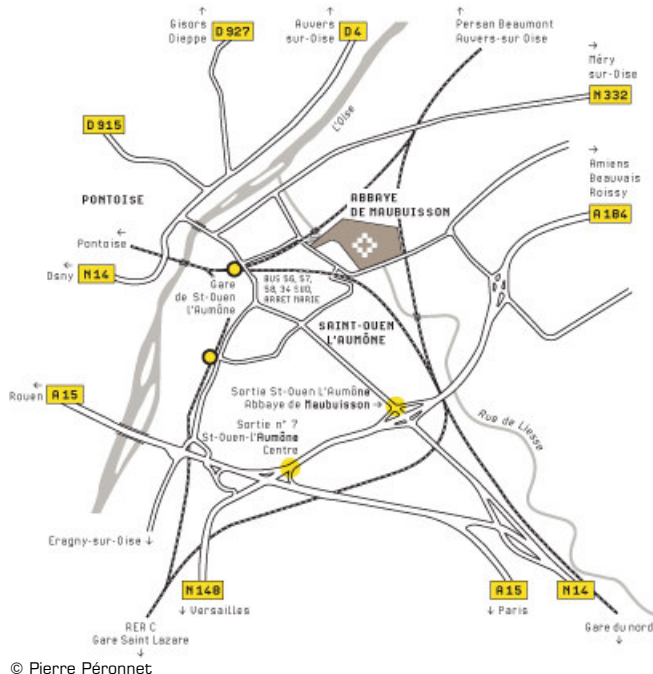 ↑
Gisors
Dieppe
D 927
↑
Auvers
sur-Oise
D 4
↑
Persan Beaumont
Auvers-sur Oise
→
Méry
sur-Oise
N 332
D 915
L'Oise
→
Amiens
Beauvais
Roissy
A 184
PONTOISE
ABBAYE
DE MAUBUISSON
←
Pontoise
←
Osny
N 14
Gare
de St-Ouen
l'Aumône
BUS 56, 57,
58, 34 SUD,
ARRET MARIE
SAINT-OUEN
L'AUMÔNE
←
Rouen
A 15
Sortie St-Ouen L'Aumône
Abbaye de Maubuisson →
Sortie n° 7
St-Ouen-l'Aumône
Centre
Rue de Liesse
Eragny-sur-Oise ↓
N 148
↓ Versailles
A 15
↓ Paris
N 14
RER C
Gare Saint Lazare
↓
Gare du nord
↓
© Pierre Péronnet